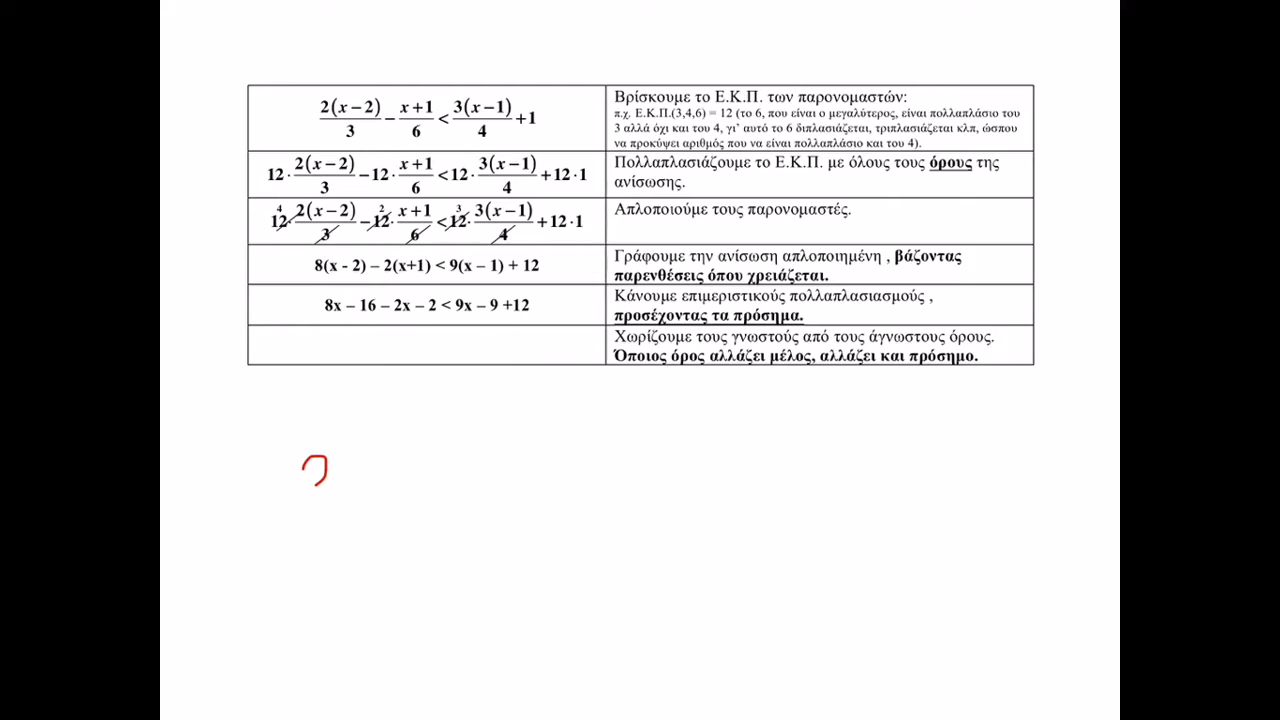 2(x−2)/3 − x+1/6 < 3(x−1)/4 + 1
Βρίσκουμε το Ε.Κ.Π. των παρονομαστών:
π.χ. Ε.Κ.Π.(3,4,6) = 12 (το 6, που είναι ο μεγαλύτερος, είναι πολλαπλάσιο του
3 αλλά όχι και του 4, γι’ αυτό το 6 διπλασιάζεται, τριπλασιάζεται κλπ, ώσπου
να προκύψει αριθμός που να είναι πολλαπλάσιο και του 4).
12· 2(x−2)/3 −12· x+1/6 <12· 3(x−1)/4 +12·1
Πολλαπλασιάζουμε το Ε.Κ.Π. με όλους τους όρους της
ανίσωσης.
4 2 3
12· 2(x−2)/3 −12· x+1/6 <12· 3(x−1)/4 +12·1
Απλοποιούμε τους παρονομαστές.
8(x - 2) – 2(x+1) < 9(x – 1) + 12
Γράφουμε την ανίσωση απλοποιημένη , βάζοντας
παρενθέσεις όπου χρειάζεται.
8x – 16 – 2x – 2 < 9x – 9 +12
Κάνουμε επιμεριστικούς πολλαπλασιασμούς ,
προσέχοντας τα πρόσημα.
Χωρίζουμε τους γνωστούς από τους άγνωστους όρους.
Όποιος όρος αλλάζει μέλος, αλλάζει και πρόσημο.